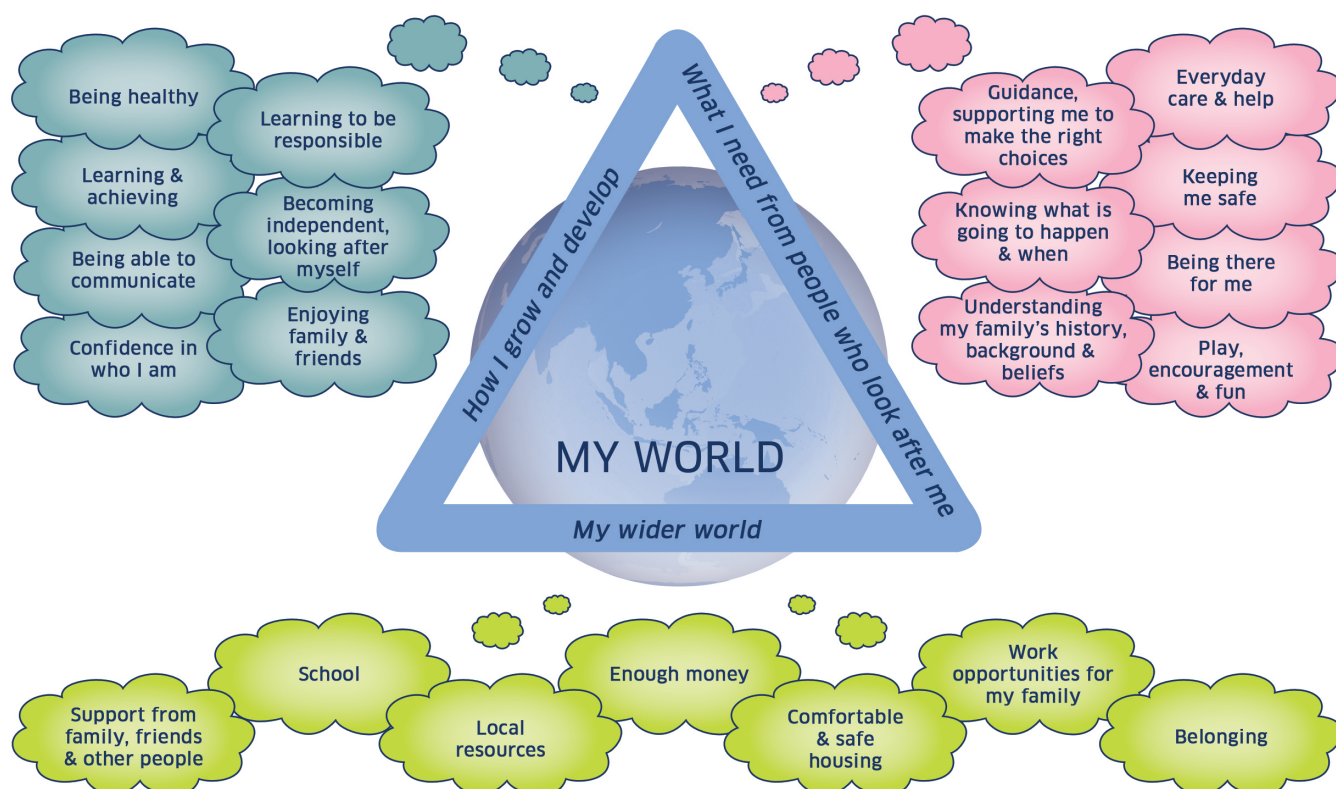 Being healthy
Learning &
achieving
Being able to
communicate
Confidence in
who I am
Learning to be
responsible
Becoming
independent,
looking after
myself
Enjoying
family &
friends
How I grow and develop
What I need from people who look after me
MY WORLD
My wider world
Guidance,
supporting me to
make the right
choices
Knowing what is
going to happen
& when
Understanding
my family's history,
background &
beliefs
Everyday
care & help
Keeping
me safe
Being there
for me
Play,
encouragement
& fun
Support from
family, friends
& other people
School
Local
resources
Enough money
Comfortable
& safe
housing
Work
opportunities for
my family
Belonging